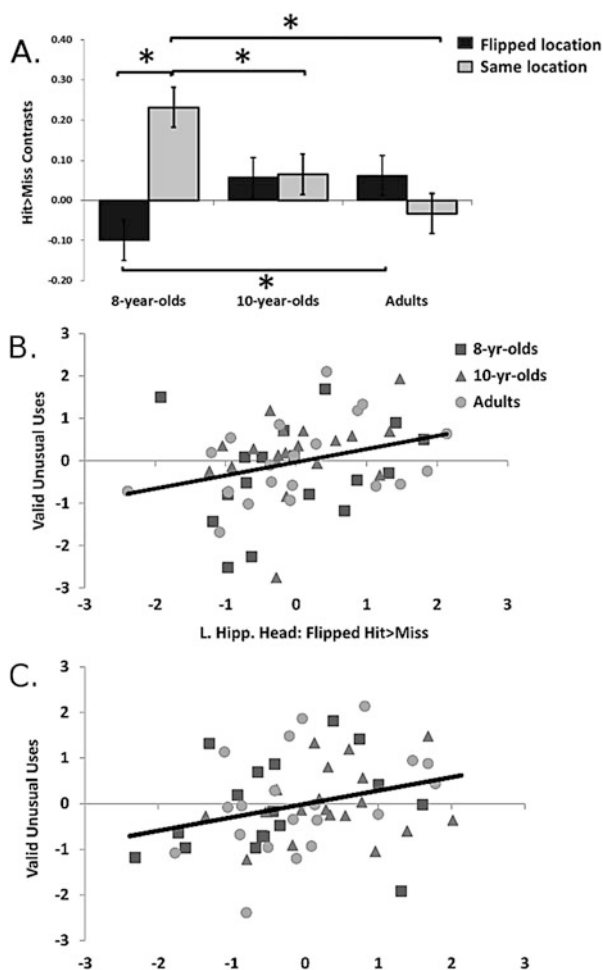 A.
Hit>Miss Contrasts
0.40
0.30
0.20
0.10
0.00
-0.10
-0.20
* * *
*
Flipped location
Same location
8-year-olds 10-year-olds Adults
B.
Valid Unusual Uses
3
2
1
0
-1
-2
-3
8-yr-olds
10-yr-olds
Adults
-3 -2 -1 0 1 2 3
L. Hipp. Head: Flipped Hit>Miss
C.
Valid Unusual Uses
3
2
1
0
-1
-2
-3
-3 -2 -1 0 1 2 3